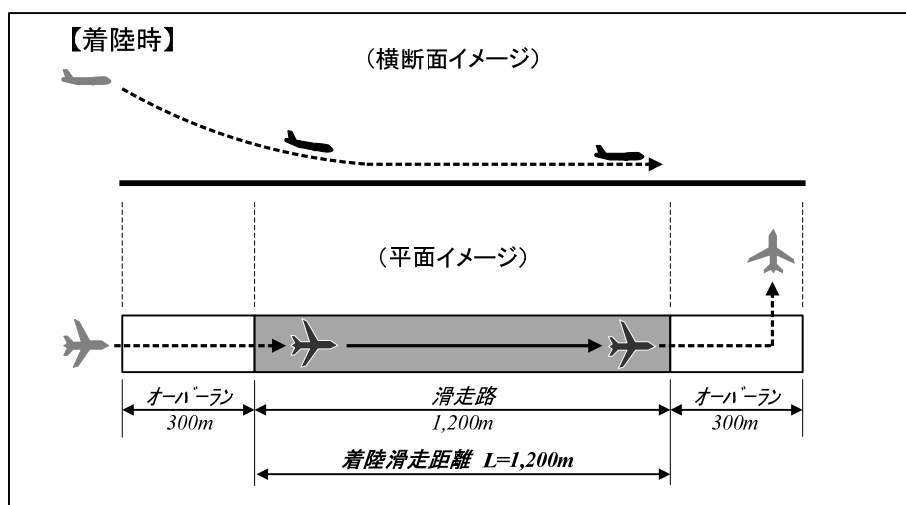 【着陸時】
(横断面イメージ)
(平面イメージ)
オーバーラン
滑走路
オーバーラン
300m
1,200m
300m
着陸滑走距離 L=1,200m